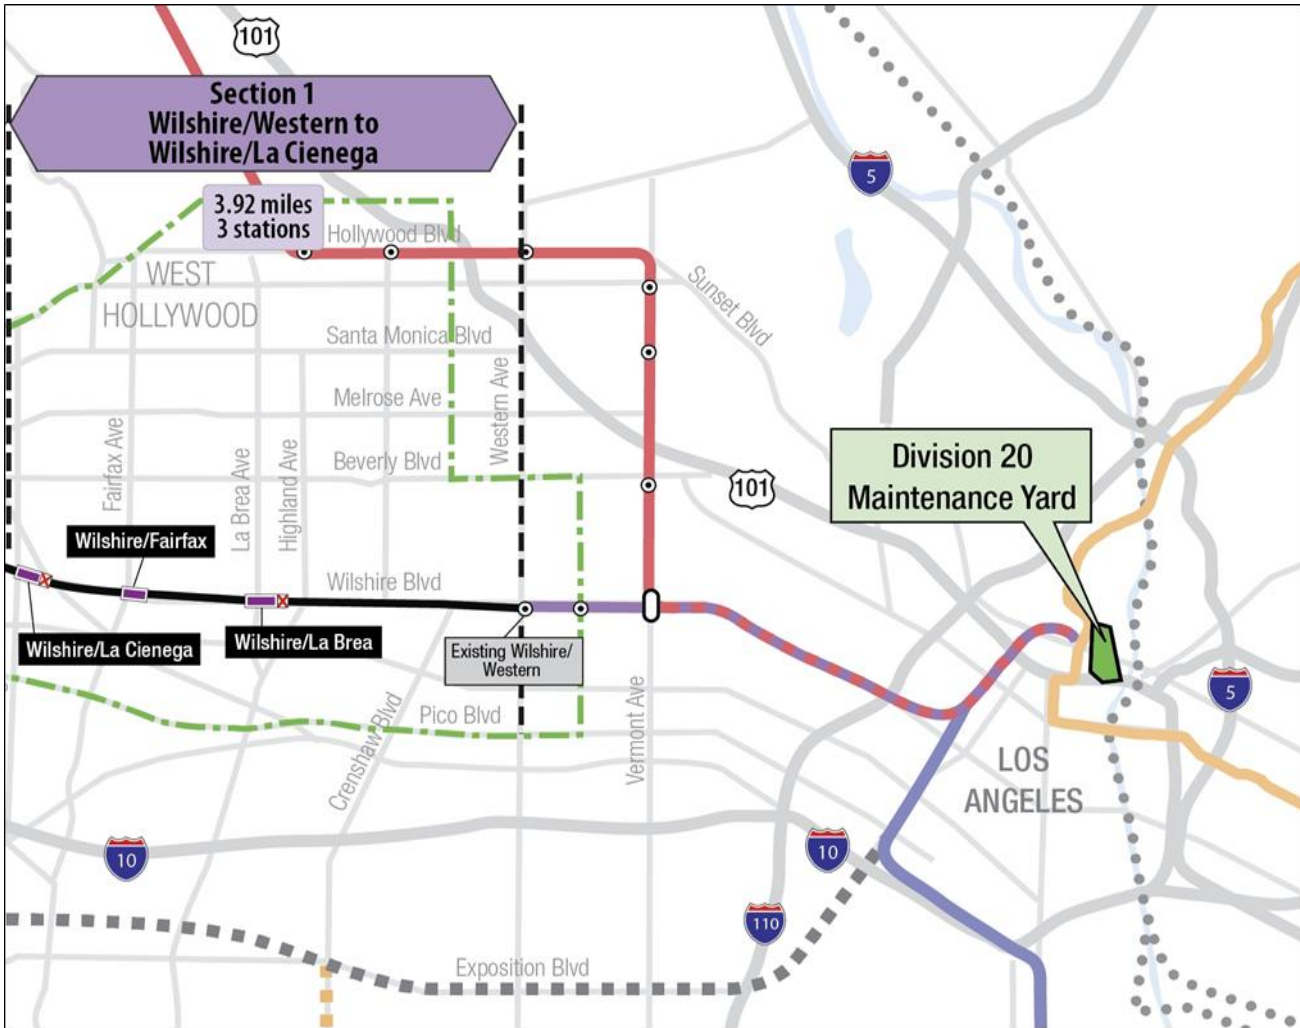 101
Section 1
Wilshire/Western to
Wilshire/La Cienega
3.92 miles
3 stations
Hollywood Blvd
5
WEST
HOLLYWOOD
Sunset Blvd
Santa Monica Blvd
Melrose Ave
Western Ave
Beverly Blvd
Fairfax Ave
La Brea Ave
Highland Ave
Division 20
Maintenance Yard
101
Wilshire/Fairfax
Wilshire Blvd
Wilshire/La Cienega
Wilshire/La Brea
Existing Wilshire/
Western
5
Pico Blvd
Crenshaw Blvd
Vermont Ave
LOS
ANGELES
10
10
110
Exposition Blvd